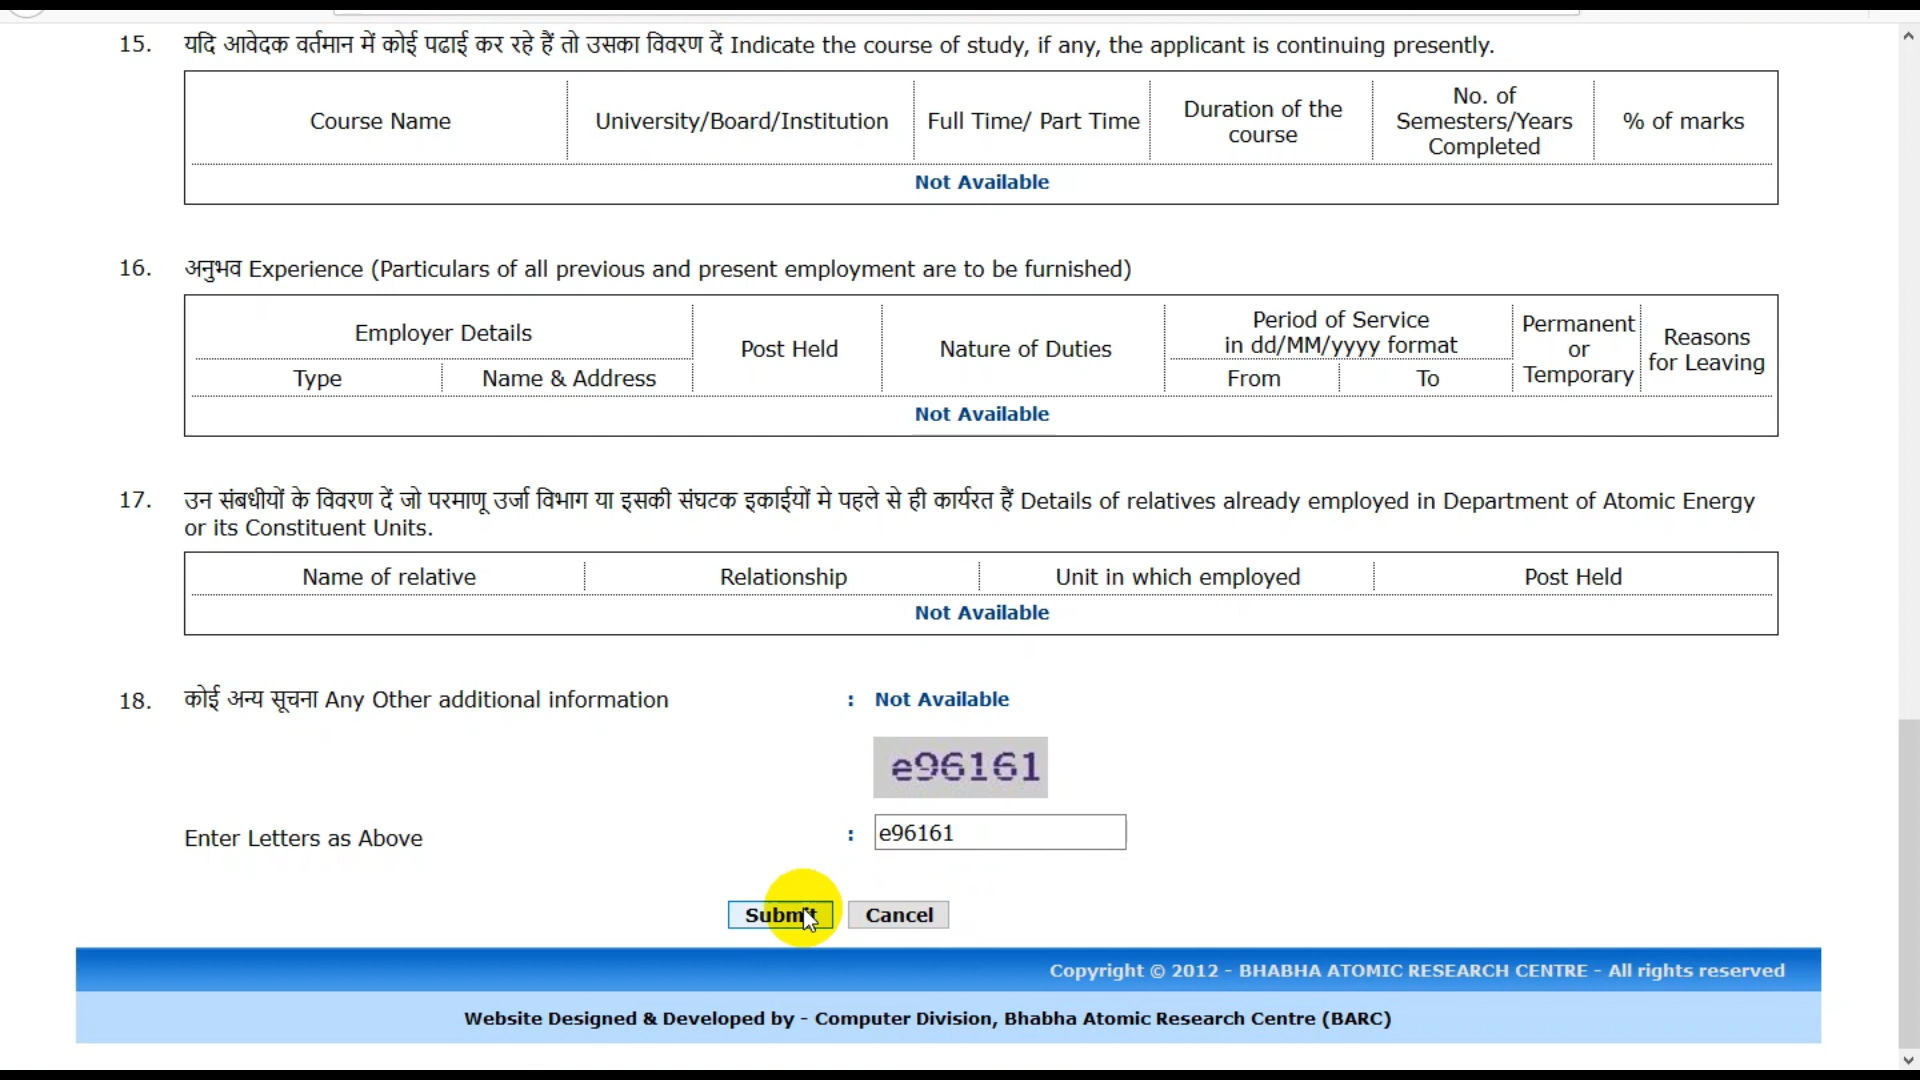 15. यदि आवेदक वर्तमान में कोई पढाई कर रहे हैं तो उसका विवरण दें Indicate the course of study, if any, the applicant is continuing presently.
Course Name University/Board/Institution Full Time/ Part Time Duration of the course No. of Semesters/Years Completed % of marks
Not Available
16. अनुभव Experience (Particulars of all previous and present employment are to be furnished)
Employer Details Post Held Nature of Duties Period of Service in dd/MM/yyyy format Permanent or Temporary Reasons for Leaving
Type Name & Address From To
Not Available
17. उन संबधीयों के विवरण दें जो परमाणू उर्जा विभाग या इसकी संघटक इकाईयों मे पहले से ही कार्यरत हैं Details of relatives already employed in Department of Atomic Energy
or its Constituent Units.
Name of relative Relationship Unit in which employed Post Held
Not Available
18. कोई अन्य सूचना Any Other additional information : Not Available
e96161
Enter Letters as Above : e96161
Submit Cancel
Copyright © 2012 - BHABHA ATOMIC RESEARCH CENTRE - All rights reserved
Website Designed & Developed by - Computer Division, Bhabha Atomic Research Centre (BARC)